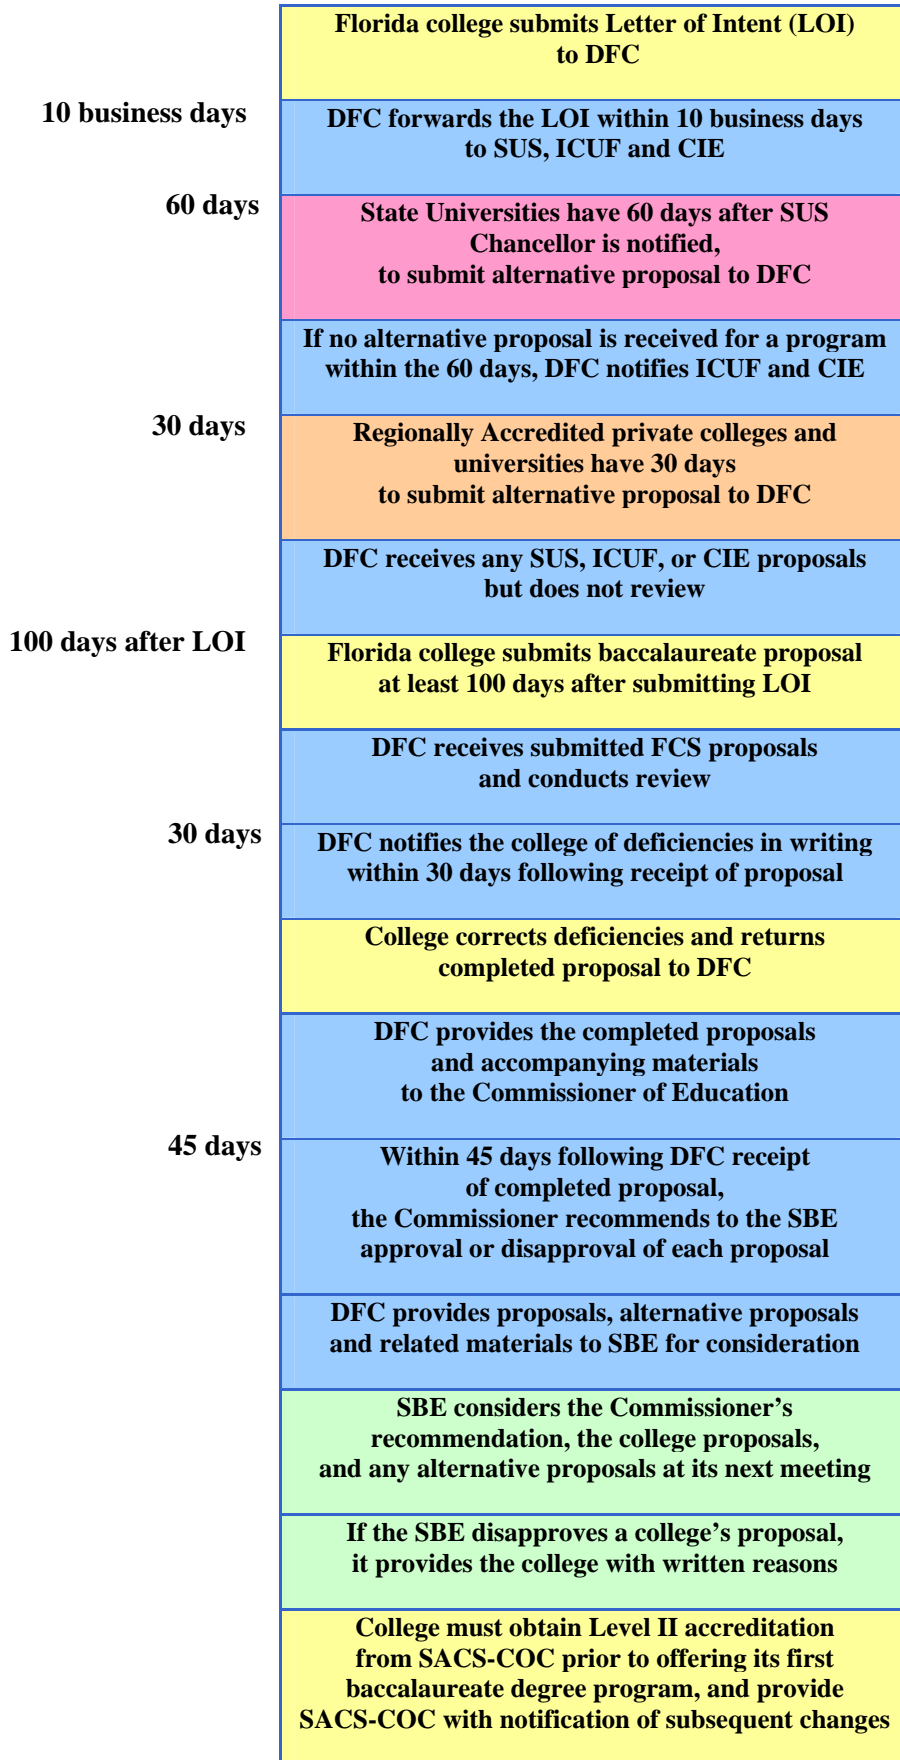 Florida college submits Letter of Intent (LOI)
to DFC
10 business days
DFC forwards the LOI within 10 business days
to SUS, ICUF and CIE
60 days
State Universities have 60 days after SUS
Chancellor is notified,
to submit alternative proposal to DFC
If no alternative proposal is received for a program
within the 60 days, DFC notifies ICUF and CIE
30 days
Regionally Accredited private colleges and
universities have 30 days
to submit alternative proposal to DFC
DFC receives any SUS, ICUF, or CIE proposals
but does not review
100 days after LOI
Florida college submits baccalaureate proposal
at least 100 days after submitting LOI
DFC receives submitted FCS proposals
and conducts review
30 days
DFC notifies the college of deficiencies in writing
within 30 days following receipt of proposal
College corrects deficiencies and returns
completed proposal to DFC
DFC provides the completed proposals
and accompanying materials
to the Commissioner of Education
45 days
Within 45 days following DFC receipt
of completed proposal,
the Commissioner recommends to the SBE
approval or disapproval of each proposal
DFC provides proposals, alternative proposals
and related materials to SBE for consideration
SBE considers the Commissioner’s
recommendation, the college proposals,
and any alternative proposals at its next meeting
If the SBE disapproves a college’s proposal,
it provides the college with written reasons
College must obtain Level II accreditation
from SACS-COC prior to offering its first
baccalaureate degree program, and provide
SACS-COC with notification of subsequent changes